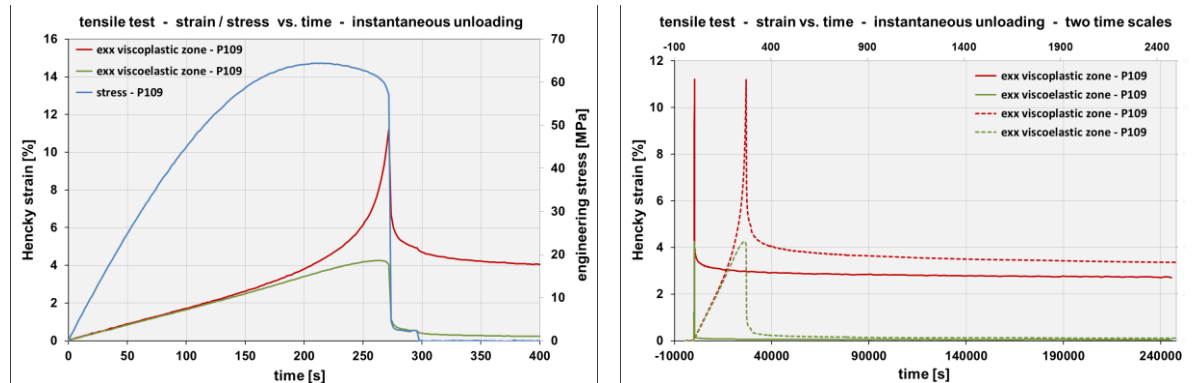 tensile test - strain / stress vs. time - instantaneous unloading
16
14
12
10
8
6
4
2
0
Hencky strain [%]
exx viscoplastic zone - P109
exx viscoelastic zone - P109
stress - P109
70
60
50
40
30
20
10
0
engineering stress [MPa]
0 50 100 150 200 250 300 350 400
time [s]
tensile test - strain vs. time - instantaneous unloading - two time scales
-100 400 900 1400 1900 2400
12
10
8
6
4
2
0
Hencky strain [%]
exx viscoplastic zone - P109
exx viscoelastic zone - P109
exx viscoplastic zone - P109
exx viscoelastic zone - P109
-10000 40000 90000 140000 190000 240000
time [s]